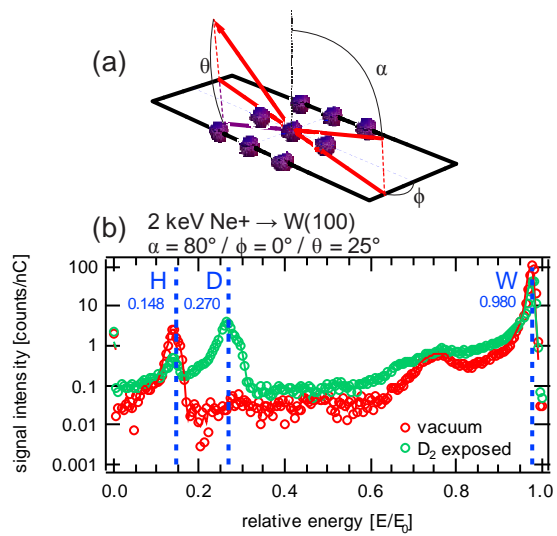 (a)
θ
α
ϕ
(b)
2 keV Ne+ → W(100)
α = 80° / ϕ = 0° / θ = 25°
H
D
W
0.148
0.270
0.980
signal intensity [counts/nC]
100
10
1
0.1
0.01
0.001
vacuum
D₂ exposed
0.0
0.2
0.4
0.6
0.8
1.0
relative energy [E/E₀]